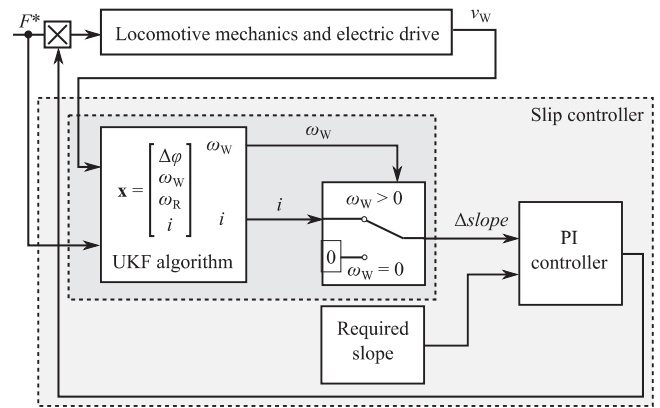 F*
v_W
Locomotive mechanics and electric drive
Slip controller
ω_W
x =
Δφ
ω_W
ω_R
i
ω_W
i
UKF algorithm
i
ω_W > 0
0
ω_W = 0
Δslope
PI
controller
Required
slope